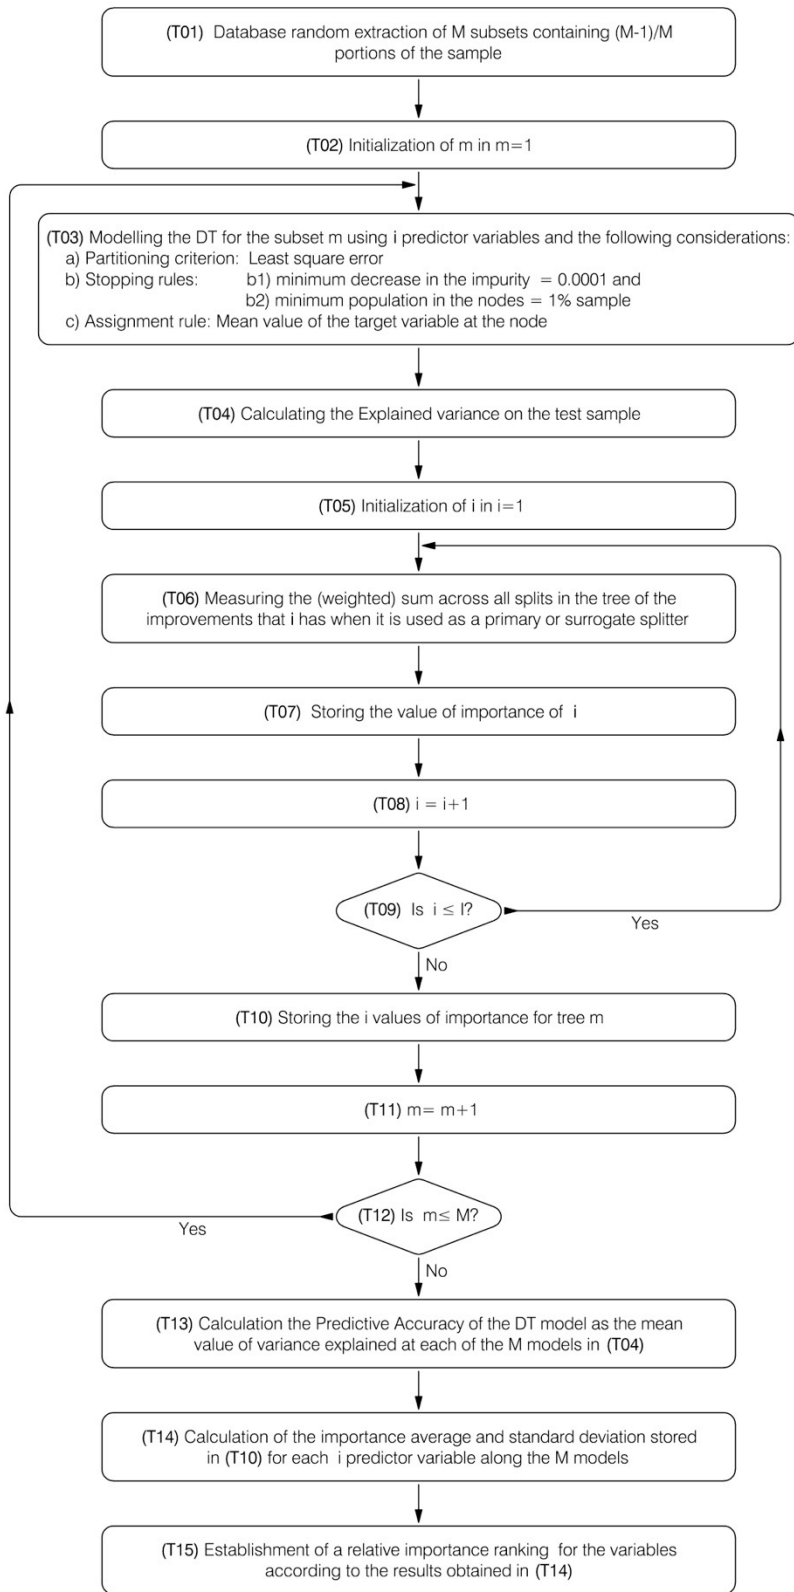 (T01) Database random extraction of M subsets containing (M-1)/M
portions of the sample
(T02) Initialization of m in m=1
(T03) Modelling the DT for the subset m using i predictor variables and the following considerations:
a) Partitioning criterion: Least square error
b) Stopping rules: b1) minimum decrease in the impurity = 0.0001 and
b2) minimum population in the nodes = 1% sample
c) Assignment rule: Mean value of the target variable at the node
(T04) Calculating the Explained variance on the test sample
(T05) Initialization of i in i=1
(T06) Measuring the (weighted) sum across all splits in the tree of the
improvements that i has when it is used as a primary or surrogate splitter
(T07) Storing the value of importance of i
(T08) i = i+1
(T09) Is i ≤ I?
Yes
No
(T10) Storing the i values of importance for tree m
(T11) m= m+1
(T12) Is m≤ M?
Yes
No
(T13) Calculation the Predictive Accuracy of the DT model as the mean
value of variance explained at each of the M models in (T04)
(T14) Calculation of the importance average and standard deviation stored
in (T10) for each i predictor variable along the M models
(T15) Establishment of a relative importance ranking for the variables
according to the results obtained in (T14)